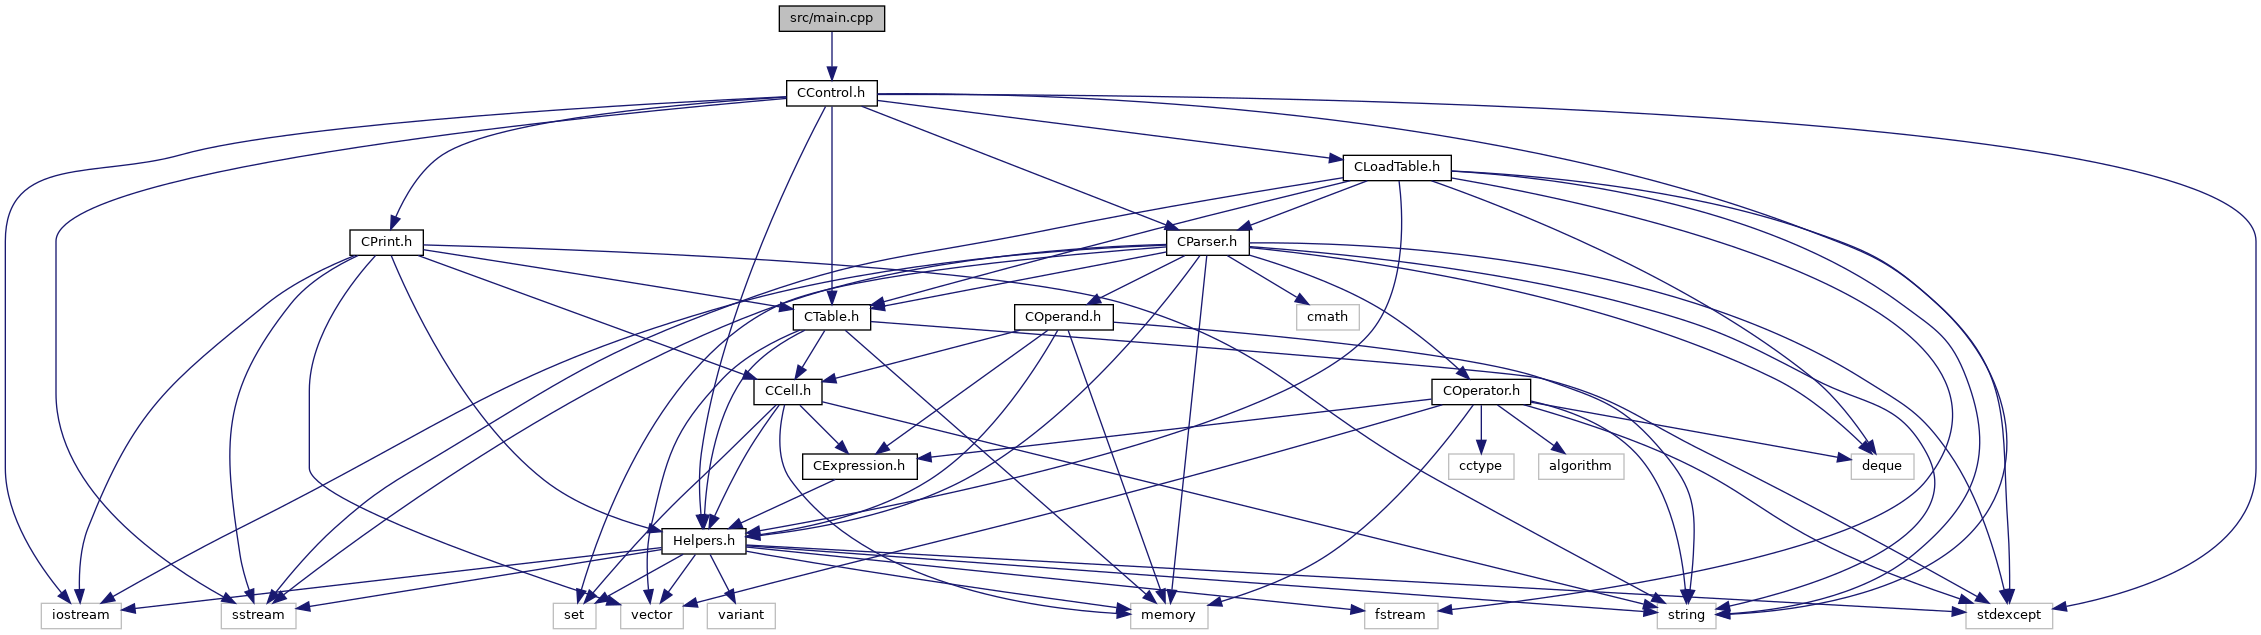 src/main.cpp
CControl.h
CLoadTable.h
CPrint.h
CParser.h
CTable.h
COperand.h
cmath
CCell.h
COperator.h
CExpression.h
cctype
algorithm
deque
Helpers.h
iostream
sstream
set
vector
variant
memory
fstream
string
stdexcept